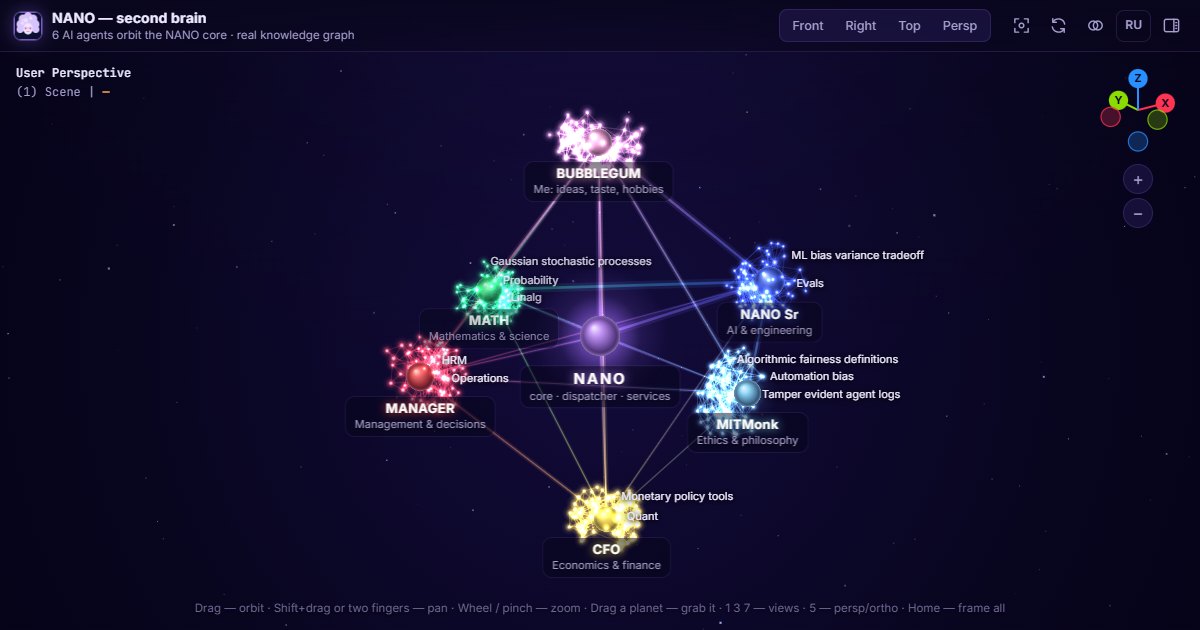 NANO — second brain
6 AI agents orbit the NANO core · real knowledge graph
Front
Right
Top
Persp
RU
User Perspective
(1) Scene | —
Z
Y
X
+
−
BUBBLEGUM
Me: ideas, taste, hobbies
Gaussian stochastic processes
Probability
Linalg
MATH
Mathematics & science
ML bias variance tradeoff
Evals
NANO Sr
AI & engineering
HRM
Operations
MANAGER
Management & decisions
NANO
core · dispatcher · services
Algorithmic fairness definitions
Automation bias
Tamper evident agent logs
MITMonk
Ethics & philosophy
Monetary policy tools
Quant
CFO
Economics & finance
Drag — orbit · Shift+drag or two fingers — pan · Wheel / pinch — zoom · Drag a planet — grab it · 1 3 7 — views · 5 — persp/ortho · Home — frame all